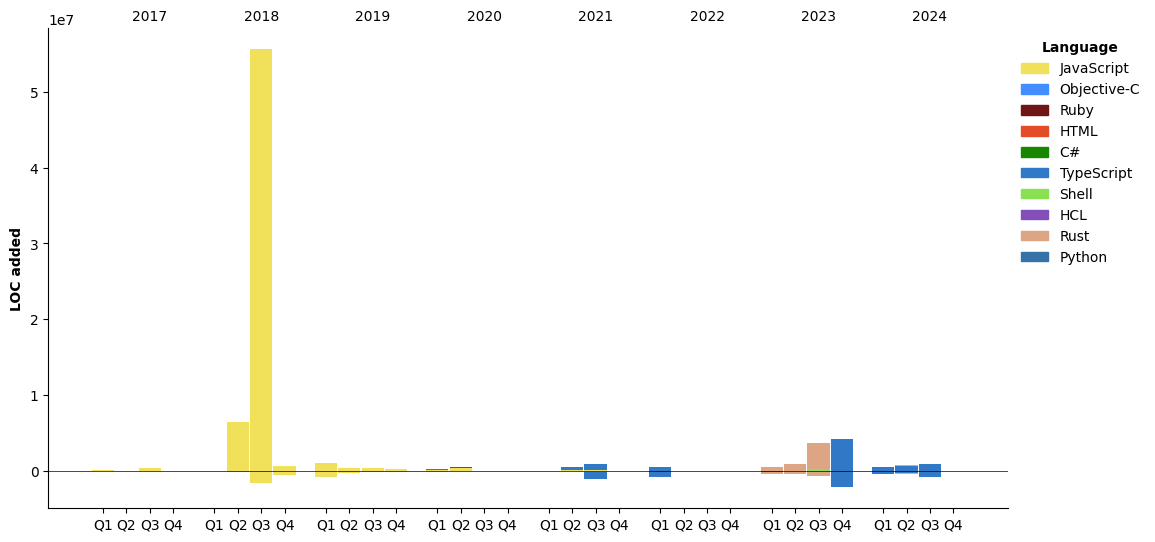 1e7
2017 2018 2019 2020 2021 2022 2023 2024
Language
JavaScript
Objective-C
Ruby
HTML
C#
TypeScript
Shell
HCL
Rust
Python
LOC added
5
4
3
2
1
0
Q1 Q2 Q3 Q4 Q1 Q2 Q3 Q4 Q1 Q2 Q3 Q4 Q1 Q2 Q3 Q4 Q1 Q2 Q3 Q4 Q1 Q2 Q3 Q4 Q1 Q2 Q3 Q4 Q1 Q2 Q3 Q4